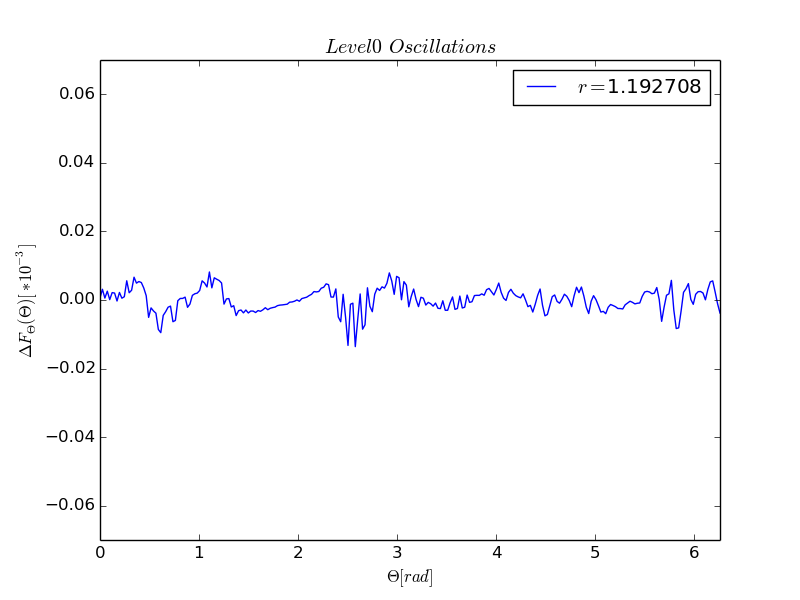 Level0 Oscillations
r=1.192708
0.06
0.04
0.02
0.00
−0.02
−0.04
−0.06
ΔF_Θ(Θ)[∗10^{−3}]
0 1 2 3 4 5 6
Θ[rad]